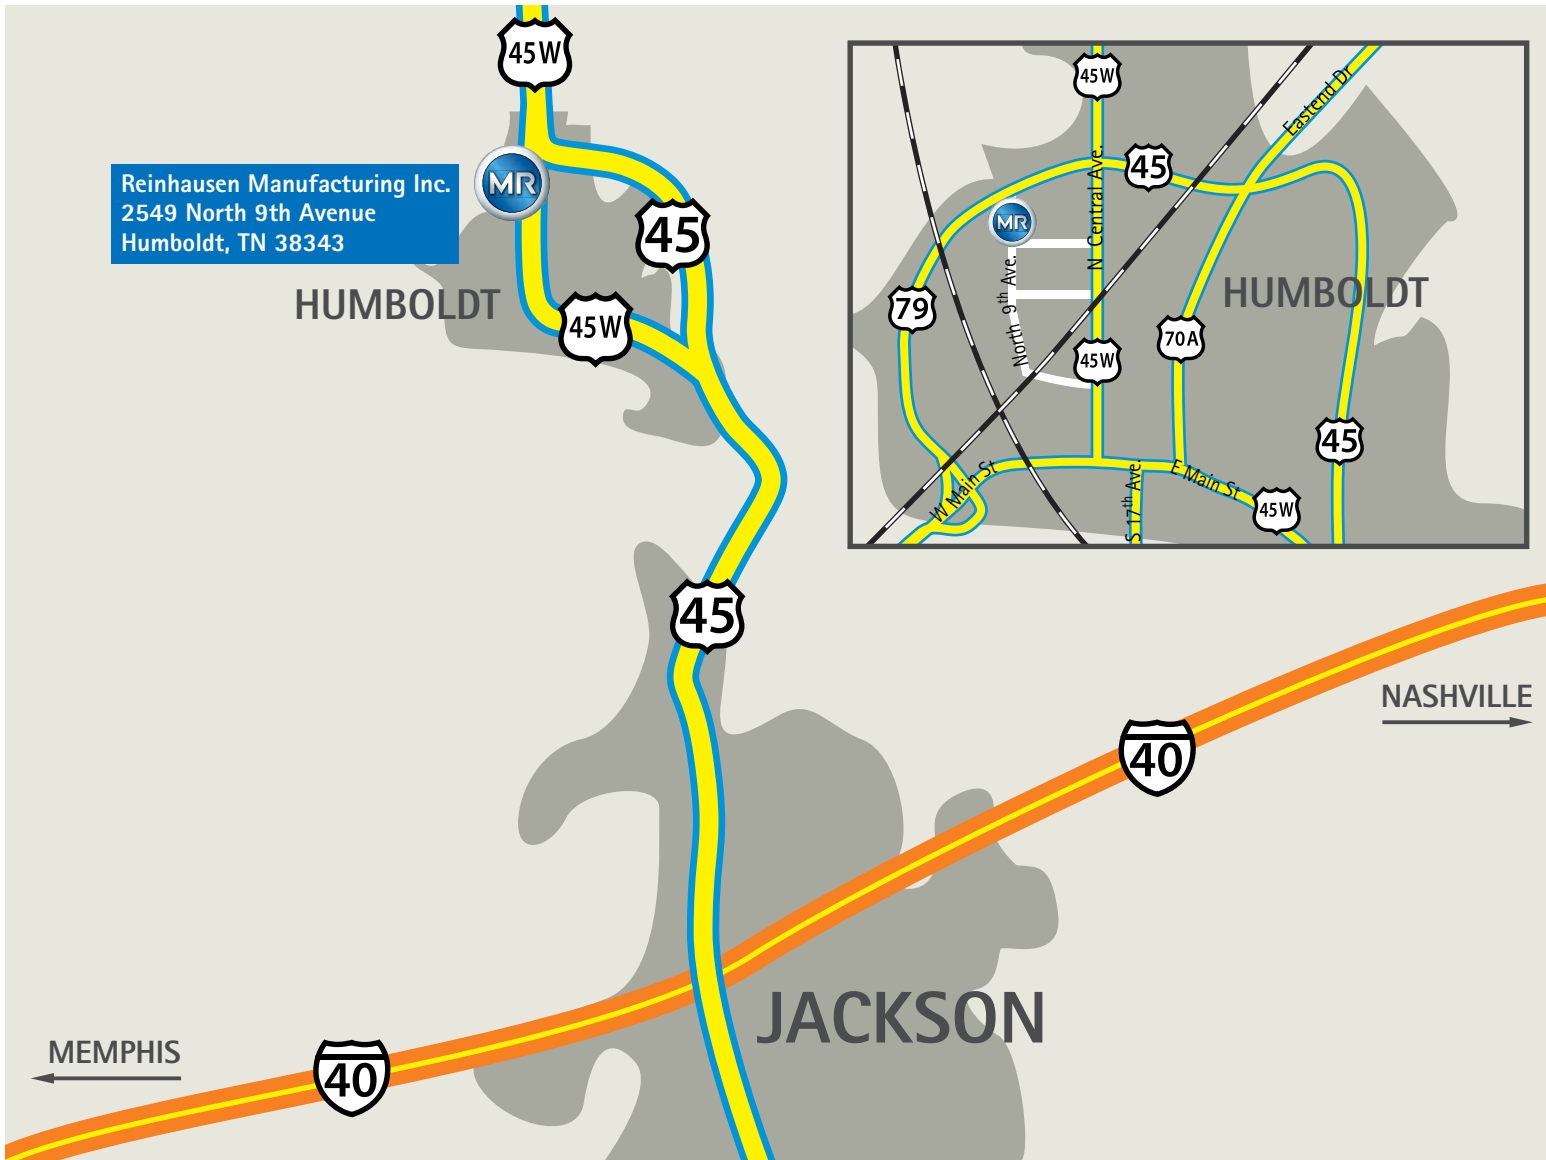 45W
MR
Reinhausen Manufacturing Inc.
2549 North 9th Avenue
Humboldt, TN 38343
45
HUMBOLDT
45W
45
JACKSON
40
NASHVILLE
MEMPHIS
40
45W
Eastend Dr
N Central Ave.
45
MR
North 9th Ave.
79
HUMBOLDT
70A
45W
45
W Main St
S 17th Ave.
E Main St
45W